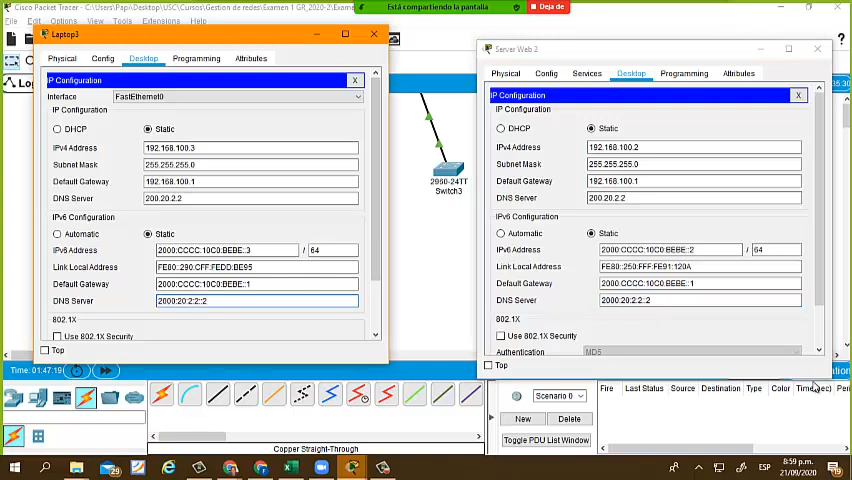 Cisco Packet Tracer - C:\Users\Papi\Desktop\USC\Cursos\Gestion de redes\Examen 1 GR_2020-2\Exame
Está compartiendo la pantalla
Deja de
File Edit Options View
Laptop3
Physical Config Desktop Programming Attributes
IP Configuration
X
Interface FastEthernet0
IP Configuration
DHCP Static
IPv4 Address 192.168.100.3
Subnet Mask 255.255.255.0
Default Gateway 192.168.100.1
DNS Server 200.20.2.2
IPv6 Configuration
Automatic Static
IPv6 Address 2000:CCCC:10C0:BEBE::3 / 64
Link Local Address FE80::290:CFF:FEDD:BE95
Default Gateway 2000:CCCC:10C0:BEBE::1
DNS Server 2000:20:2:2::2
802.1X
Use 802.1X Security
Top
2960-24TT
Switch3
Server Web 2
Physical Config Services Desktop Programming Attributes
IP Configuration
X
IP Configuration
DHCP Static
IPv4 Address 192.168.100.2
Subnet Mask 255.255.255.0
Default Gateway 192.168.100.1
DNS Server 200.20.2.2
IPv6 Configuration
Automatic Static
IPv6 Address 2000:CCCC:10C0:BEBE::2 / 64
Link Local Address FE80::250:FFF:FE91:120A
Default Gateway 2000:CCCC:10C0:BEBE::1
DNS Server 2000:20:2:2::2
802.1X
Use 802.1X Security
Authentication MD5
Top
Time: 01:47:19
Scenario 0
New Delete
Toggle PDU List Window
Fire Last Status Source Destination Type Color Time(sec) Peri
Copper Straight-Through
ESP
8:59 p.m.
21/09/2020
19